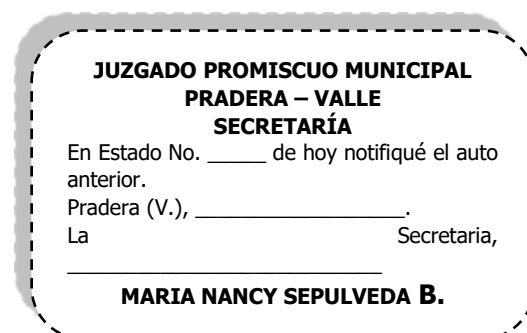 JUZGADO PROMISCUO MUNICIPAL
PRADERA – VALLE
SECRETARÍA
En Estado No. _____ de hoy notifiqué el auto
anterior.
Pradera (V.), __________________.
La Secretaria,
___________________________
MARIA NANCY SEPULVEDA B.